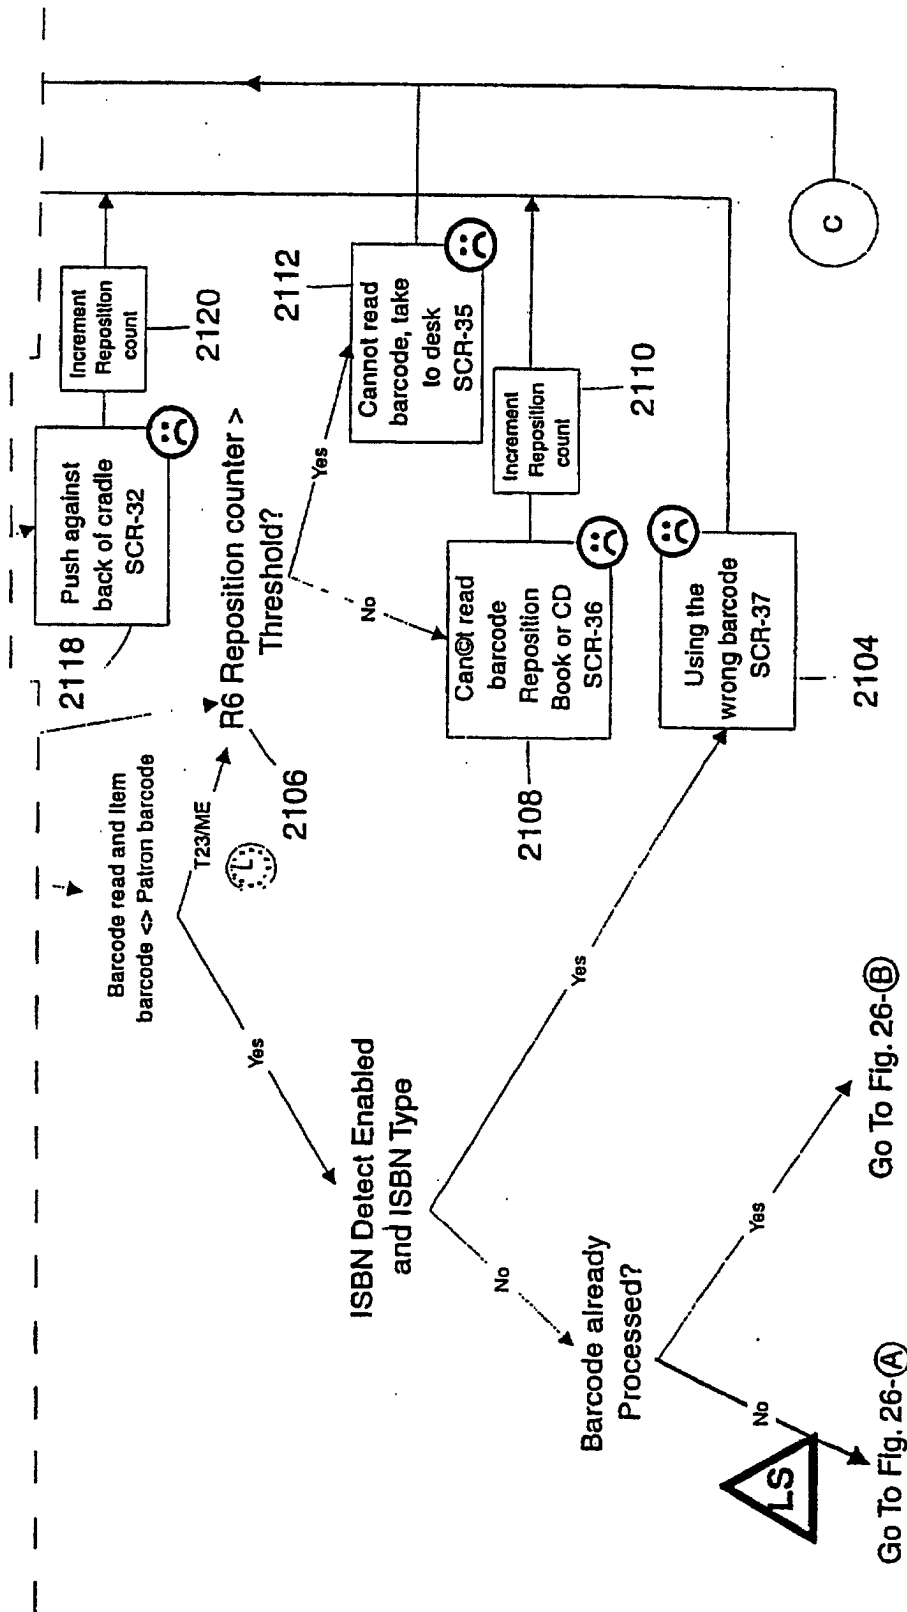 Push against
back of cradle
SCR-32
2118
Increment
Reposition
count
2120
Barcode read and Item
barcode <> Patron barcode
T23/ME
L
2106
R6 Reposition counter >
Threshold?
Yes
No
Cannot read
barcode, take
to desk
SCR-35
2112
Yes
Can©t read
barcode
Reposition
Book or CD
SCR-36
2108
Increment
Reposition
count
2110
ISBN Detect Enabled
and ISBN Type
Yes
No
Using the
wrong barcode
SCR-37
2104
C
Barcode already
Processed?
Yes
No
LS
Go To Fig. 26-A
Go To Fig. 26-B